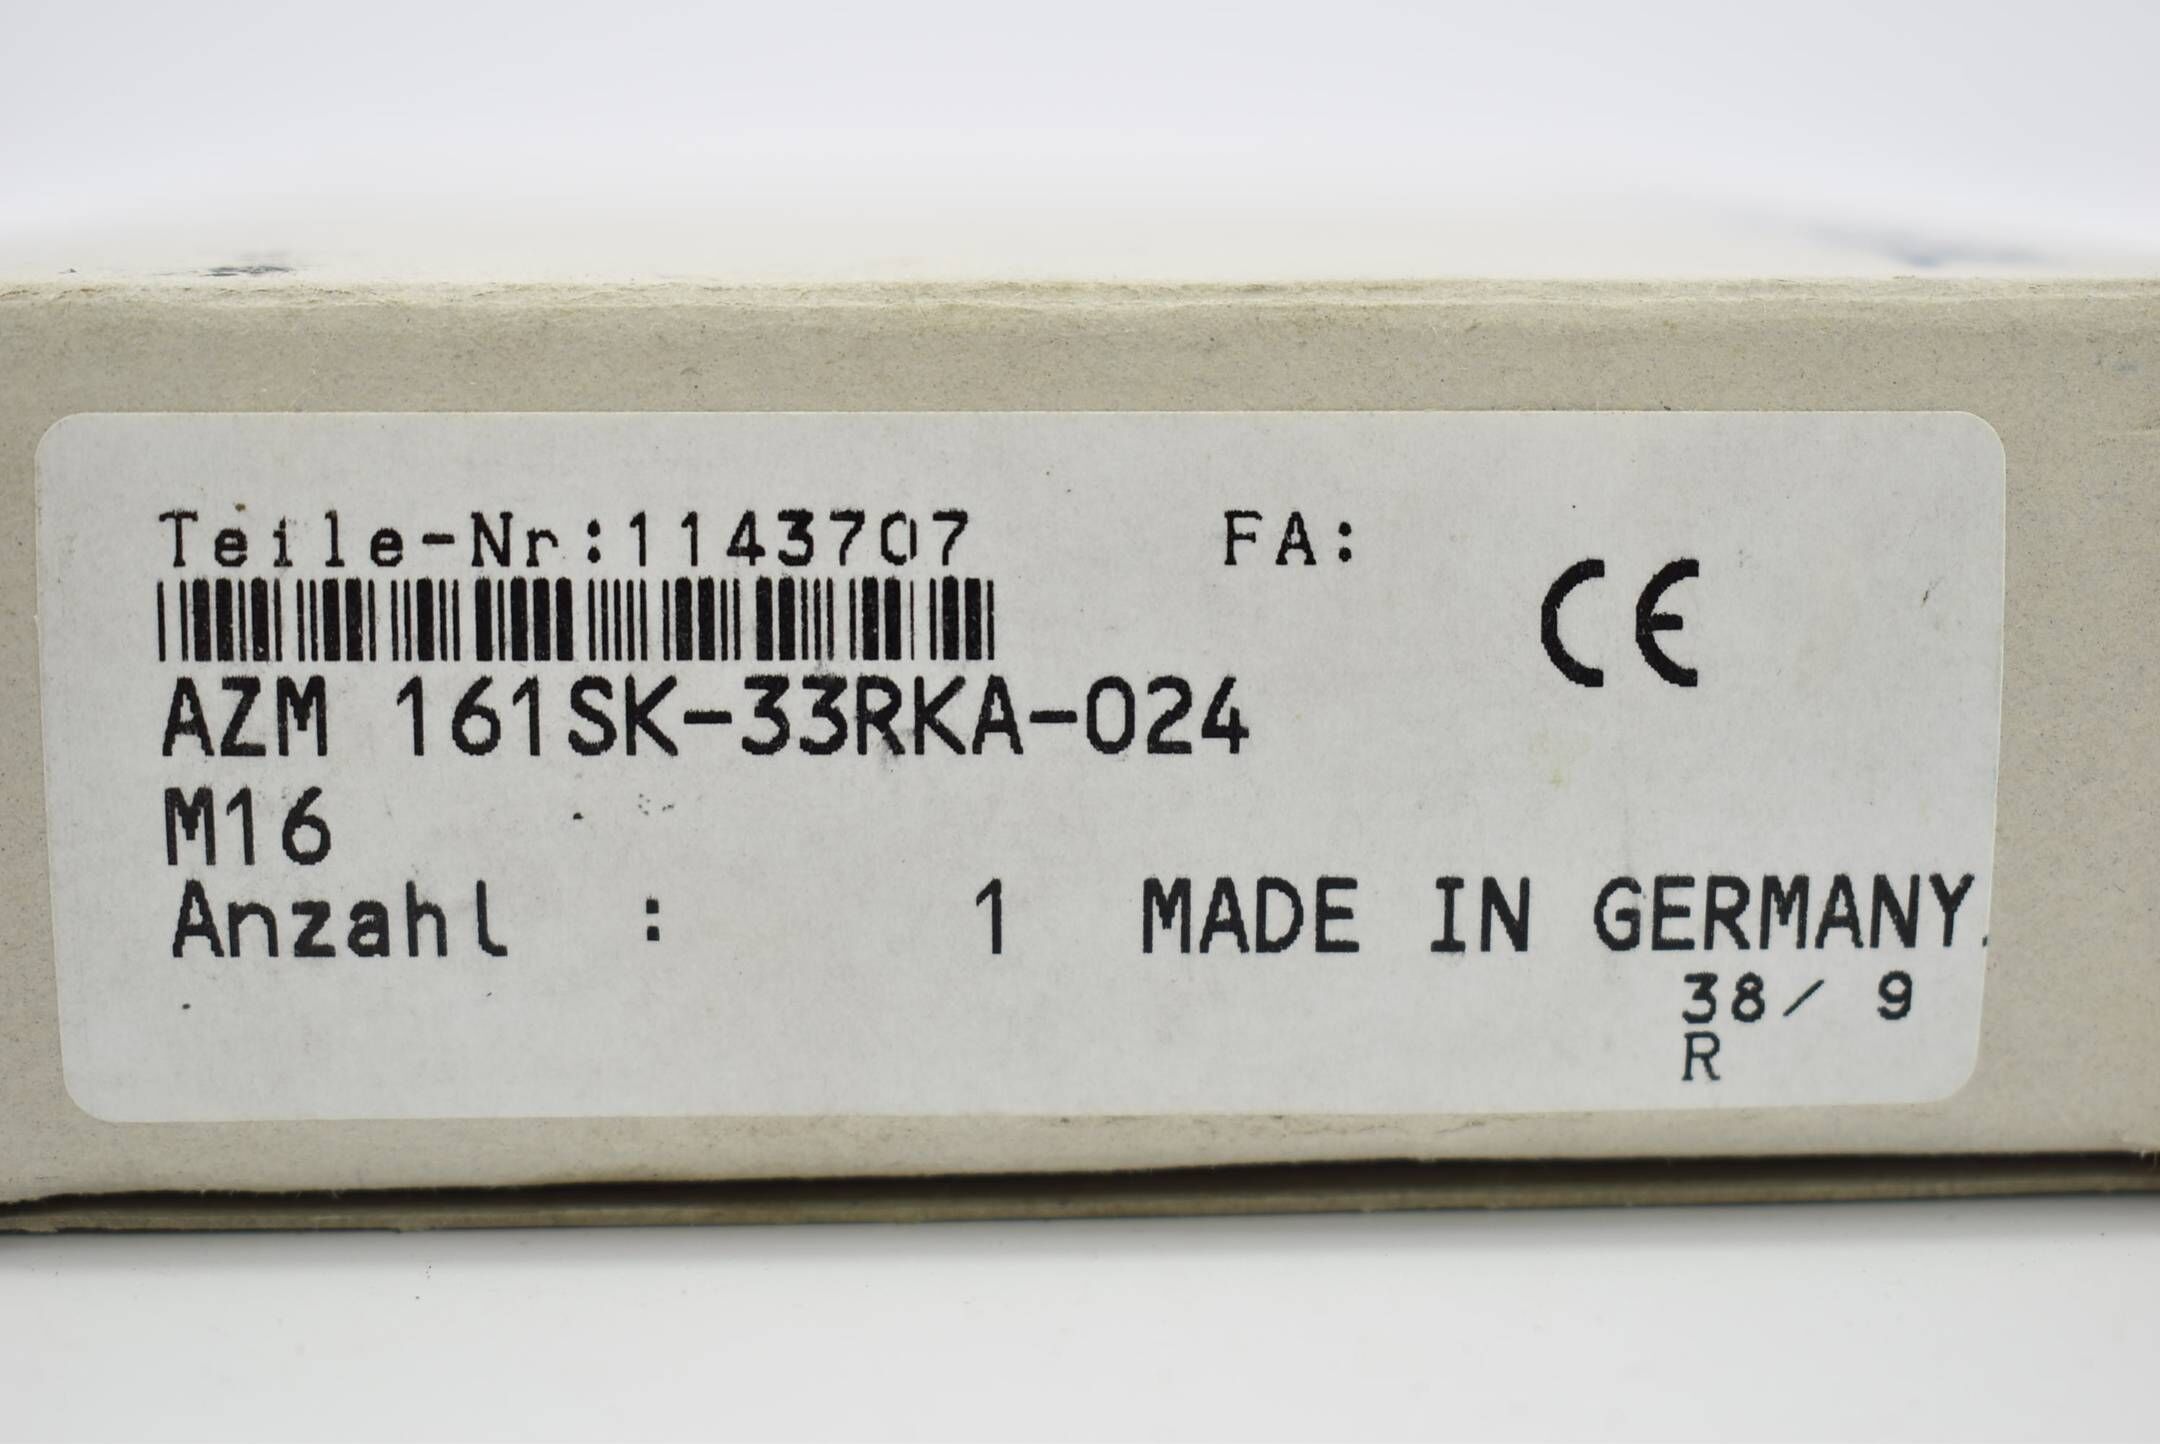 Teile-Nr:1143707 FA:
CE
AZM 161SK-33RKA-024
M16
Anzahl : 1 MADE IN GERMANY.
38/ 9
R